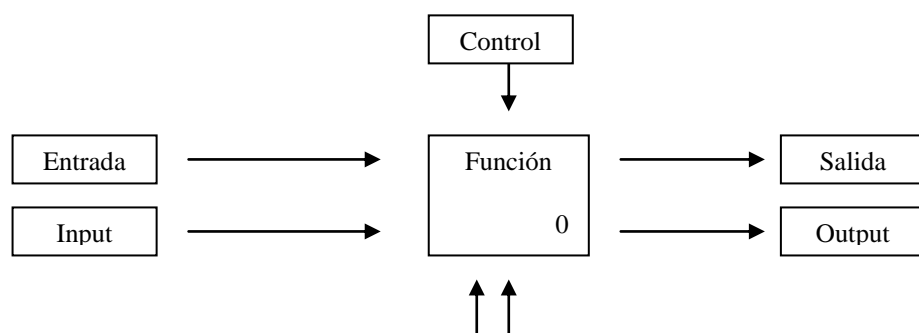 Control
Entrada
Función
Salida
Input
0
Output